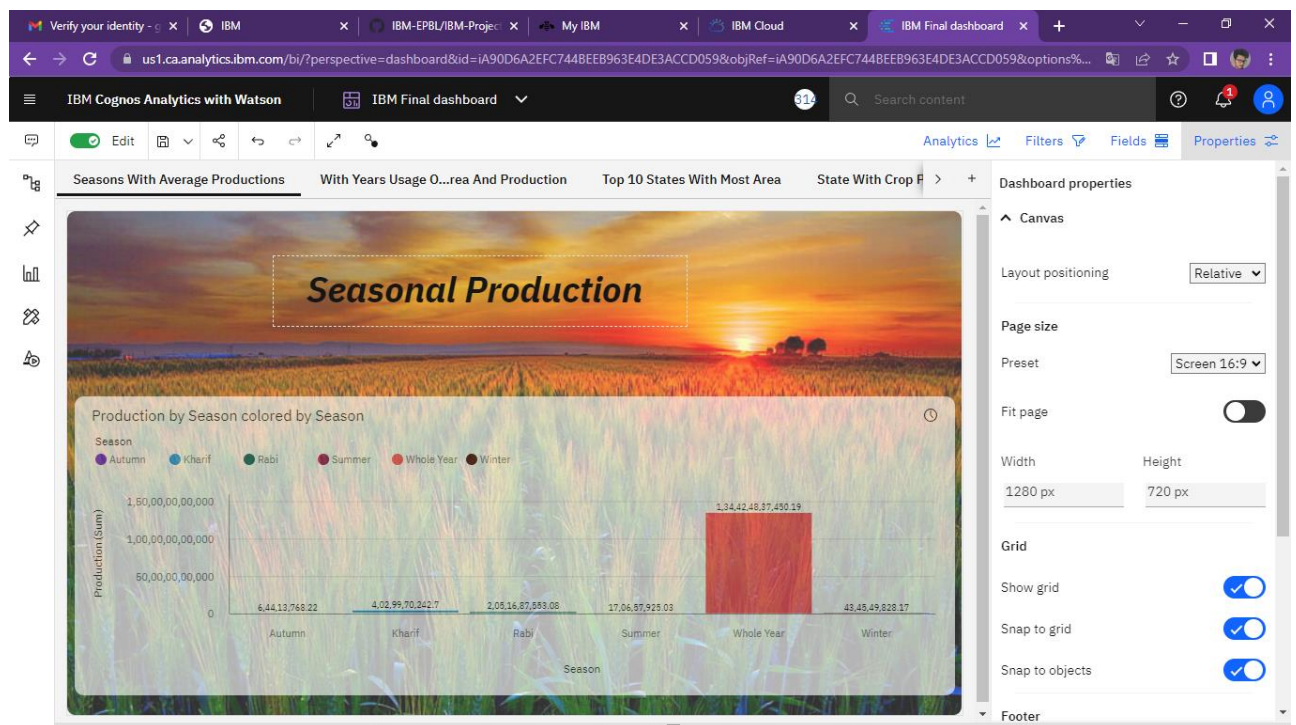 Verify your identity - g
IBM
IBM-EPBL/IBM-Project
My IBM
IBM Cloud
IBM Final dashboard
us1.ca.analytics.ibm.com/bi/?perspective=dashboard&id=iA90D6A2EFC744BEEB963E4DE3ACCD059&objRef=iA90D6A2EFC744BEEB963E4DE3ACCD059&options%...
IBM Cognos Analytics with Watson
IBM Final dashboard
314
Search content
1
Edit
Analytics
Filters
Fields
Properties
Seasons With Average Productions
With Years Usage O...rea And Production
Top 10 States With Most Area
State With Crop P
Seasonal Production
Production by Season colored by Season
Season
Autumn
Kharif
Rabi
Summer
Whole Year
Winter
Production (Sum)
1,50,00,00,00,000
1,00,00,00,00,000
50,00,00,00,000
0
6,44,13,768.22
4,02,99,70,242.7
2,05,16,87,553.08
17,06,57,925.03
1,34,42,48,37,450.19
43,45,49,828.17
Autumn
Kharif
Rabi
Summer
Whole Year
Winter
Season
Dashboard properties
Canvas
Layout positioning
Relative
Page size
Preset
Screen 16:9
Fit page
Width
Height
1280 px
720 px
Grid
Show grid
Snap to grid
Snap to objects
Footer